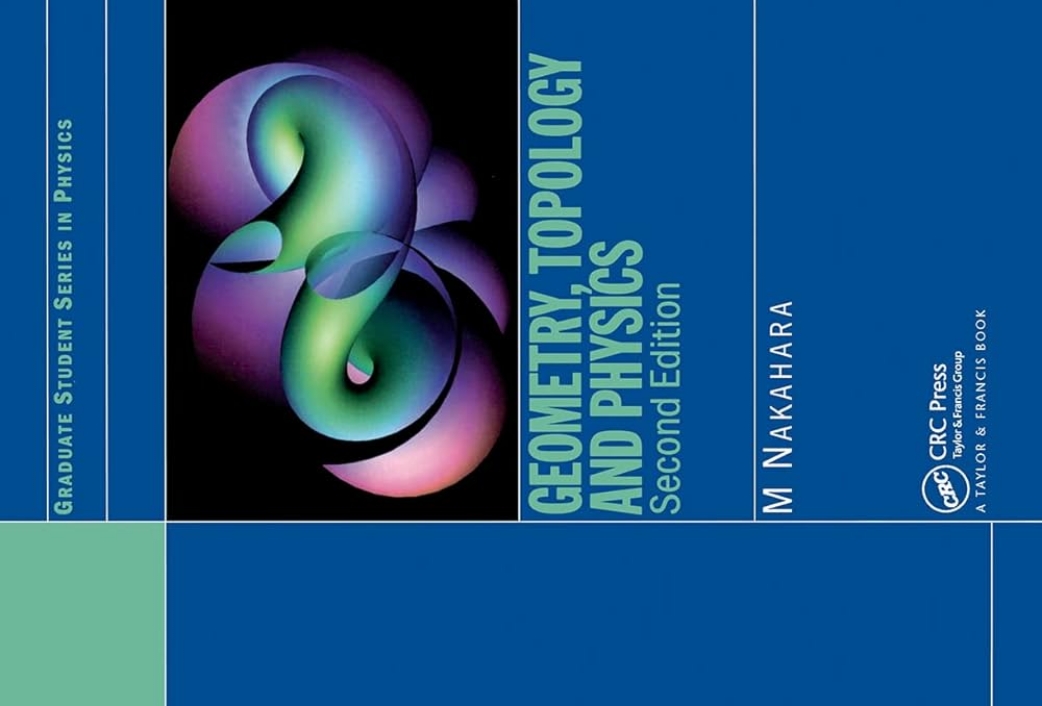 GRADUATE STUDENT SERIES IN PHYSICS
GEOMETRY, TOPOLOGY
AND PHYSICS
Second Edition
M NAKAHARA
CRC
CRC Press
Taylor & Francis Group
A TAYLOR & FRANCIS BOOK